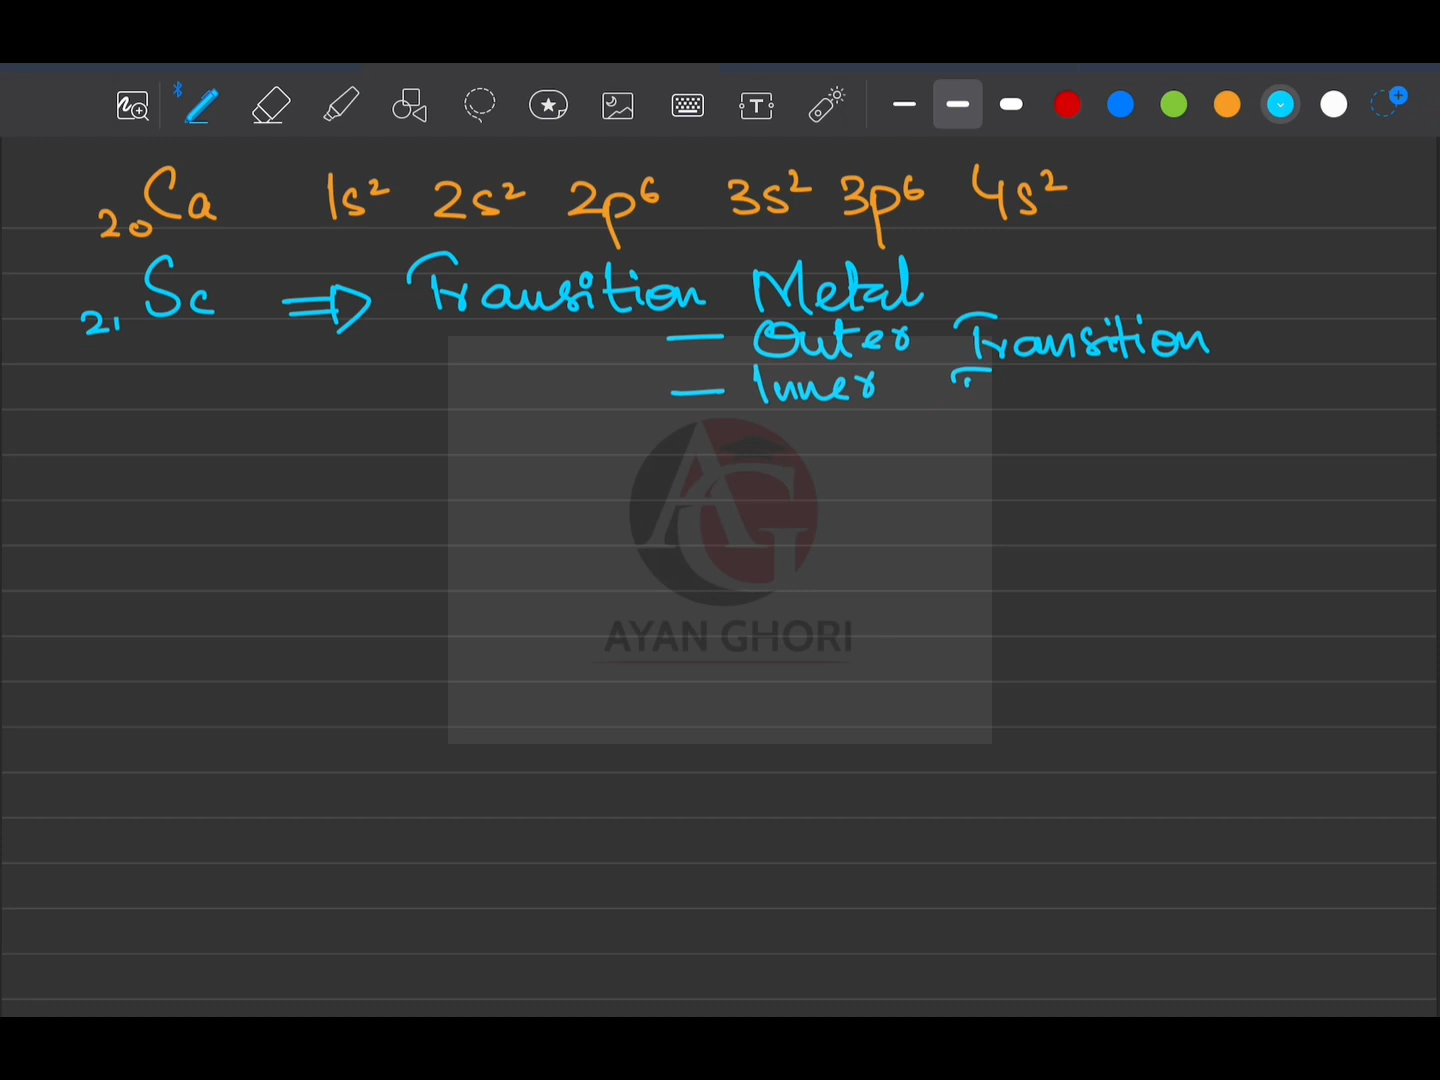 ₂₀Ca 1s² 2s² 2p⁶ 3s² 3p⁶ 4s²
₂₁Sc ⇒ Transition Metal
— Outer Transition
— Inner T
AYAN GHORI